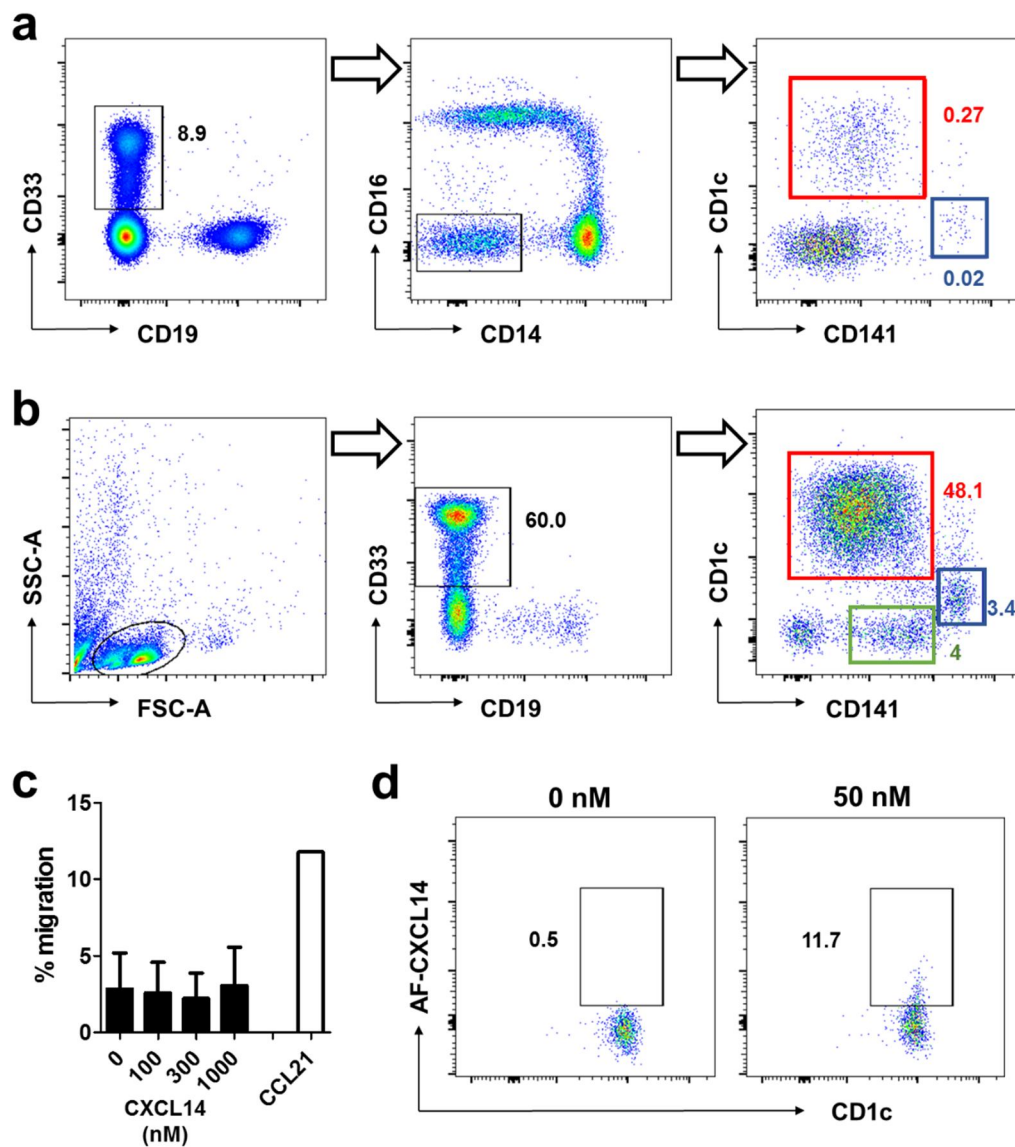 a
CD33
8.9
CD19
CD16
CD14
CD1c
0.27
0.02
CD141
b
SSC-A
FSC-A
CD33
60.0
CD19
CD1c
48.1
3.4
4
CD141
c
% migration
15
10
5
0
0
100
300
1000
CCL21
CXCL14
(nM)
d
0 nM
50 nM
AF-CXCL14
0.5
11.7
CD1c